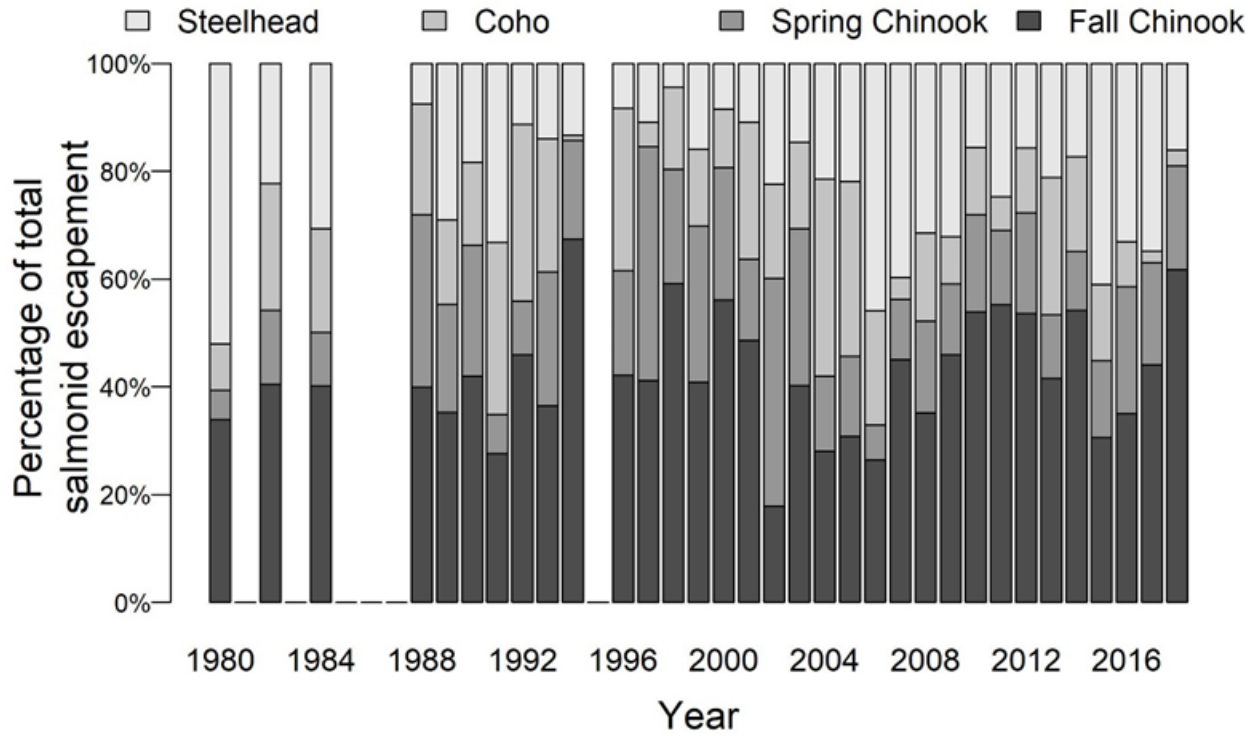 Steelhead Coho Spring Chinook Fall Chinook
100%
80%
60%
40%
20%
0%
Percentage of total
salmonid escapement
1980 1984 1988 1992 1996 2000 2004 2008 2012 2016
Year